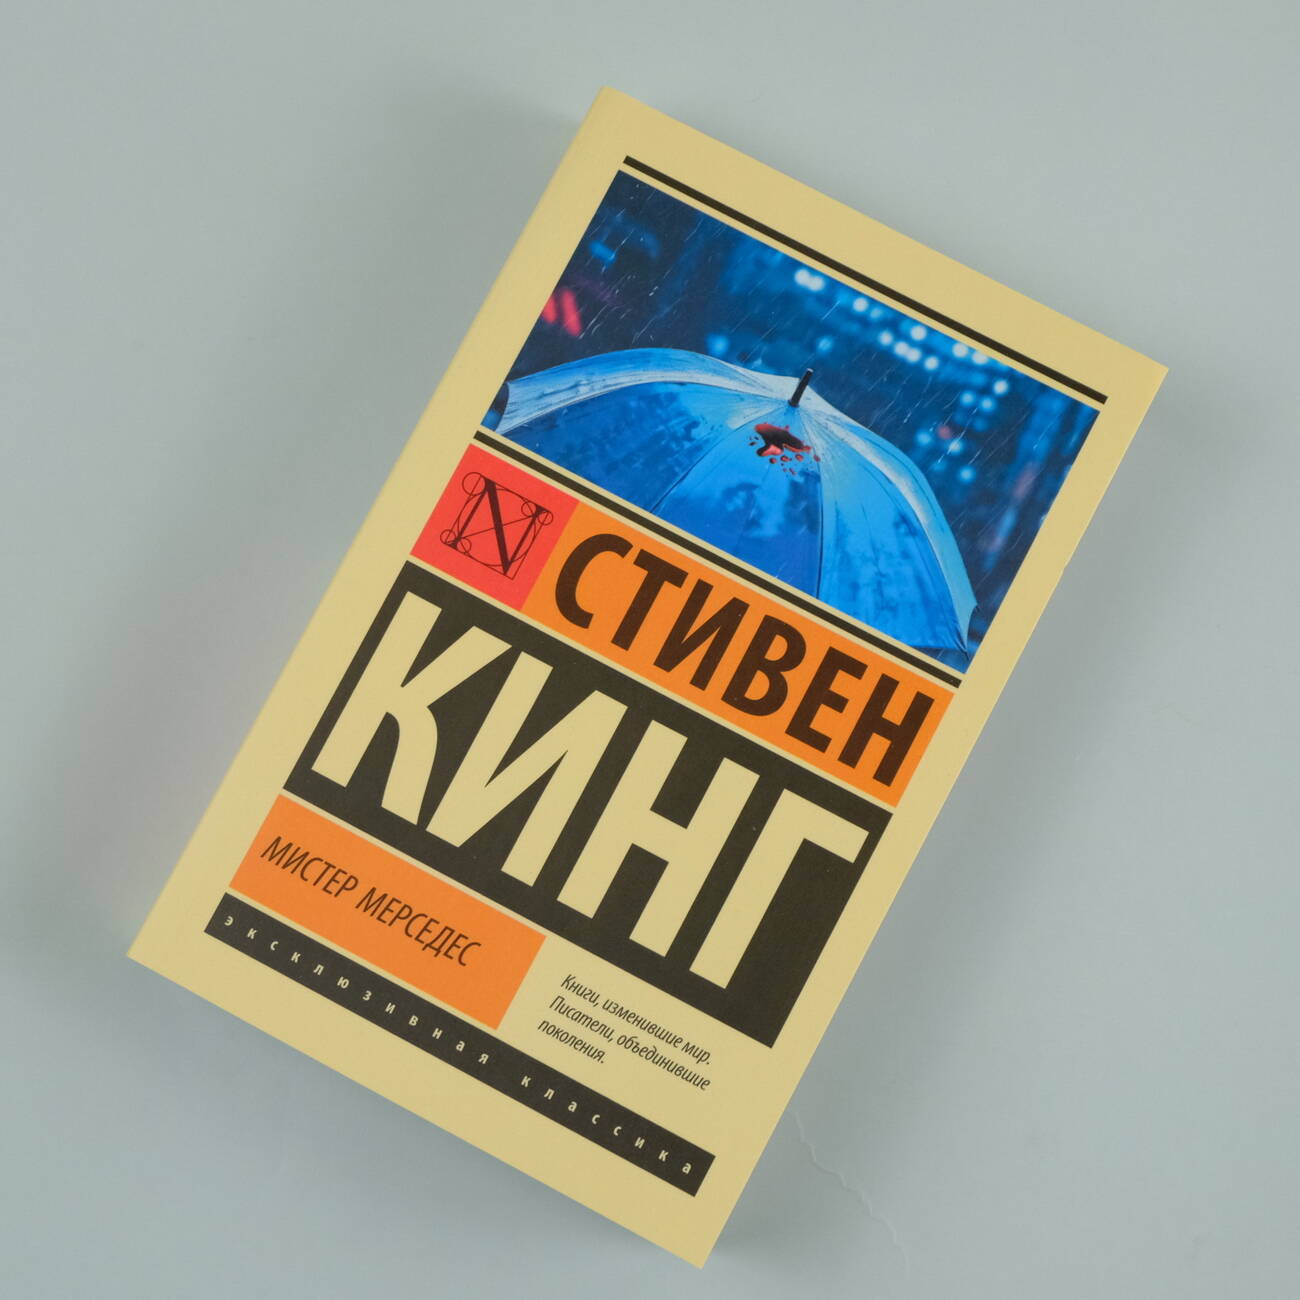 N
СТИВЕН
КИНГ
МИСТЕР МЕРСЕДЕС
Книги, изменившие мир.
Писатели, объединившие
поколения.
эксклюзивная классика